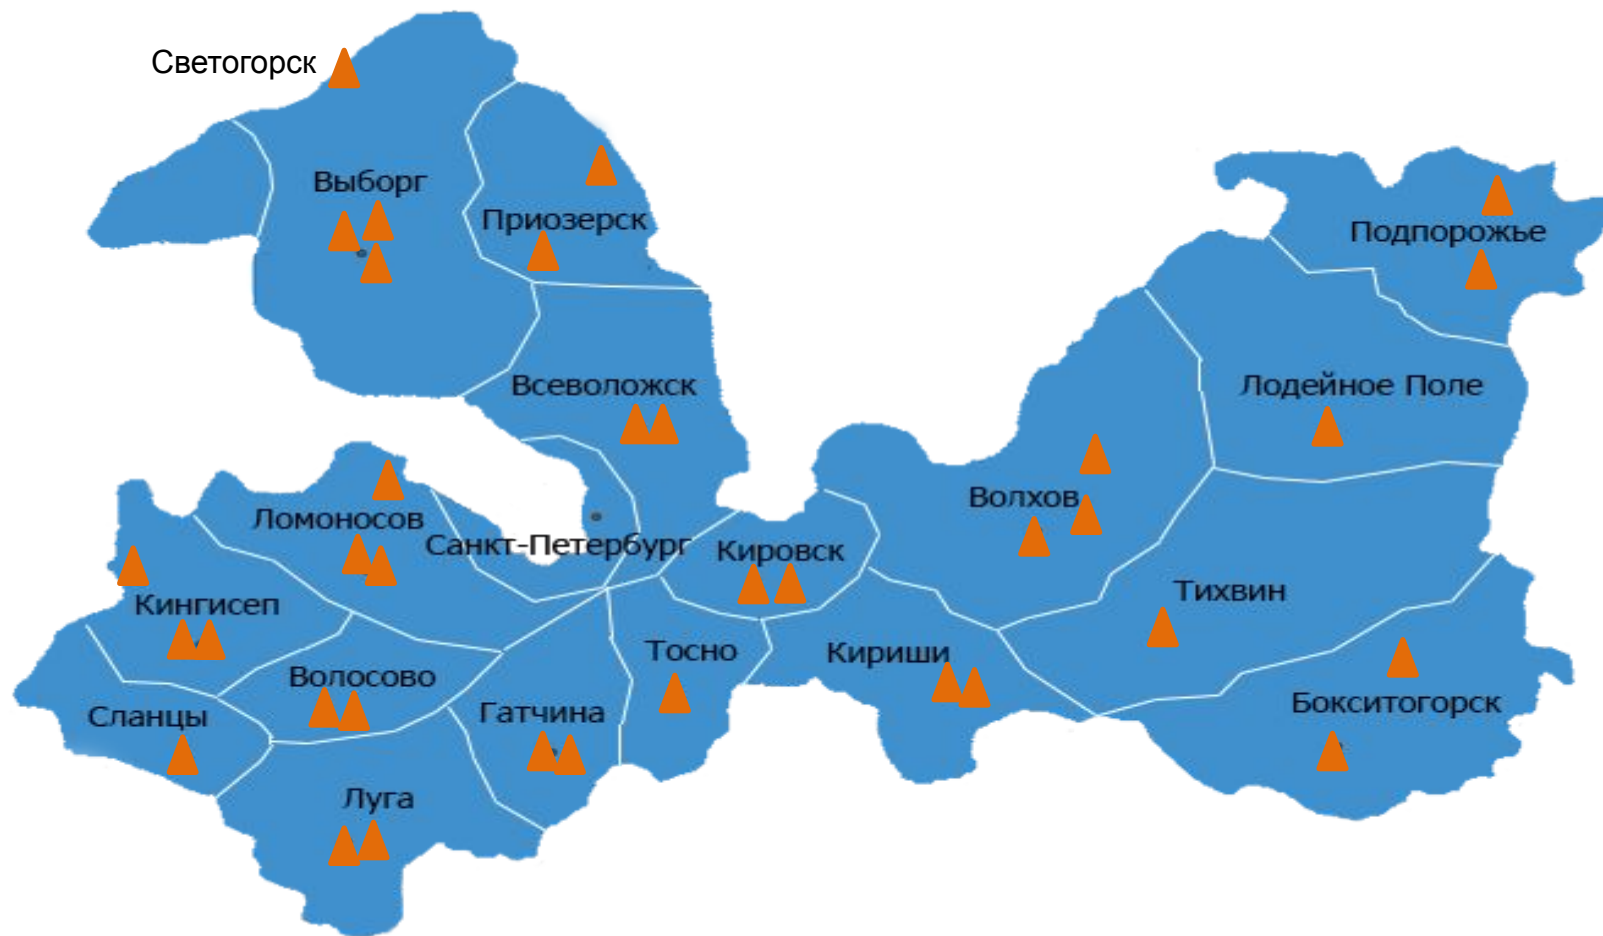 Светогорск
Выборг
Приозерск
Подпорожье
Всеволожск
Лодейное Поле
Волхов
Ломоносов
Санкт-Петербург
Кировск
Тихвин
Кингисеп
Тосно
Кириши
Волосово
Бокситогорск
Сланцы
Гатчина
Луга